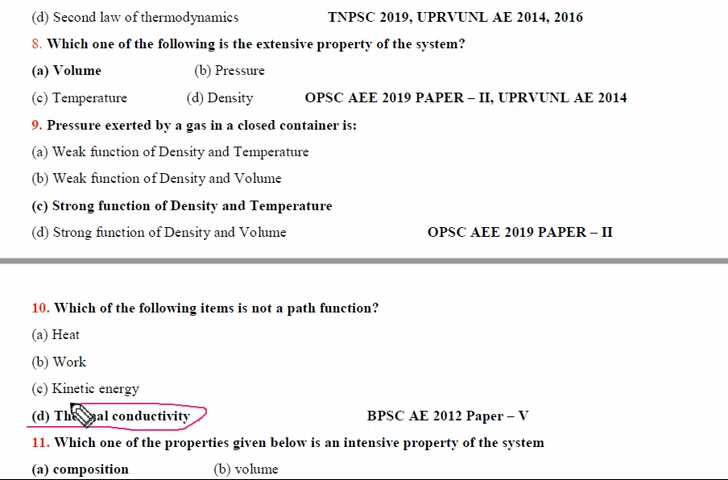 (d) Second law of thermodynamics TNPSC 2019, UPRVUNL AE 2014, 2016
8. Which one of the following is the extensive property of the system?
(a) Volume (b) Pressure
(c) Temperature (d) Density OPSC AEE 2019 PAPER – II, UPRVUNL AE 2014
9. Pressure exerted by a gas in a closed container is:
(a) Weak function of Density and Temperature
(b) Weak function of Density and Volume
(c) Strong function of Density and Temperature
(d) Strong function of Density and Volume OPSC AEE 2019 PAPER – II
10. Which of the following items is not a path function?
(a) Heat
(b) Work
(c) Kinetic energy
(d) Thermal conductivity BPSC AE 2012 Paper – V
11. Which one of the properties given below is an intensive property of the system
(a) composition (b) volume